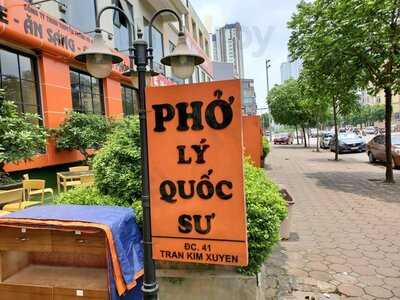 - ĂN SÁNG -
PHỞ
LÝ
QUỐC
SƯ
ĐC. 41
TRAN KIM XUYEN